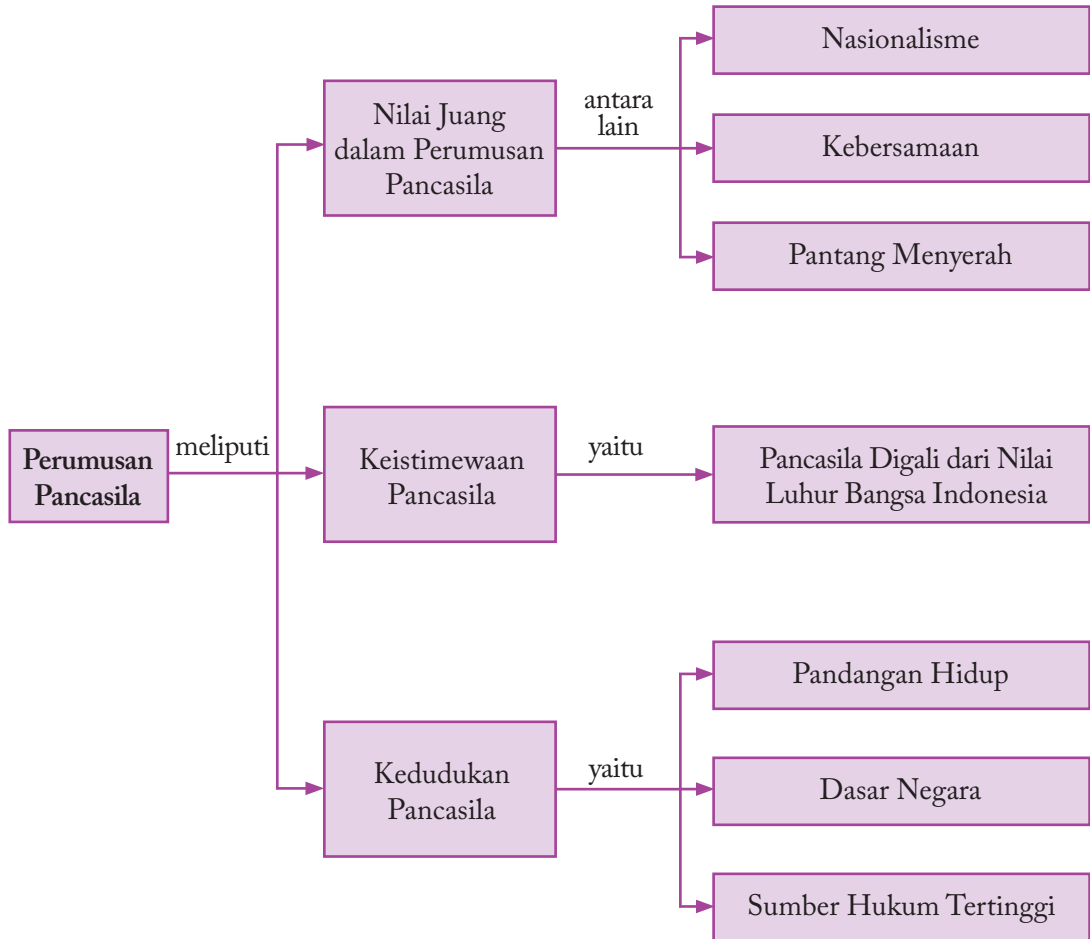 Perumusan
Pancasila
meliputi
Nilai Juang
dalam Perumusan
Pancasila
antara
lain
Nasionalisme
Kebersamaan
Pantang Menyerah
Keistimewaan
Pancasila
yaitu
Pancasila Digali dari Nilai
Luhur Bangsa Indonesia
Kedudukan
Pancasila
yaitu
Pandangan Hidup
Dasar Negara
Sumber Hukum Tertinggi